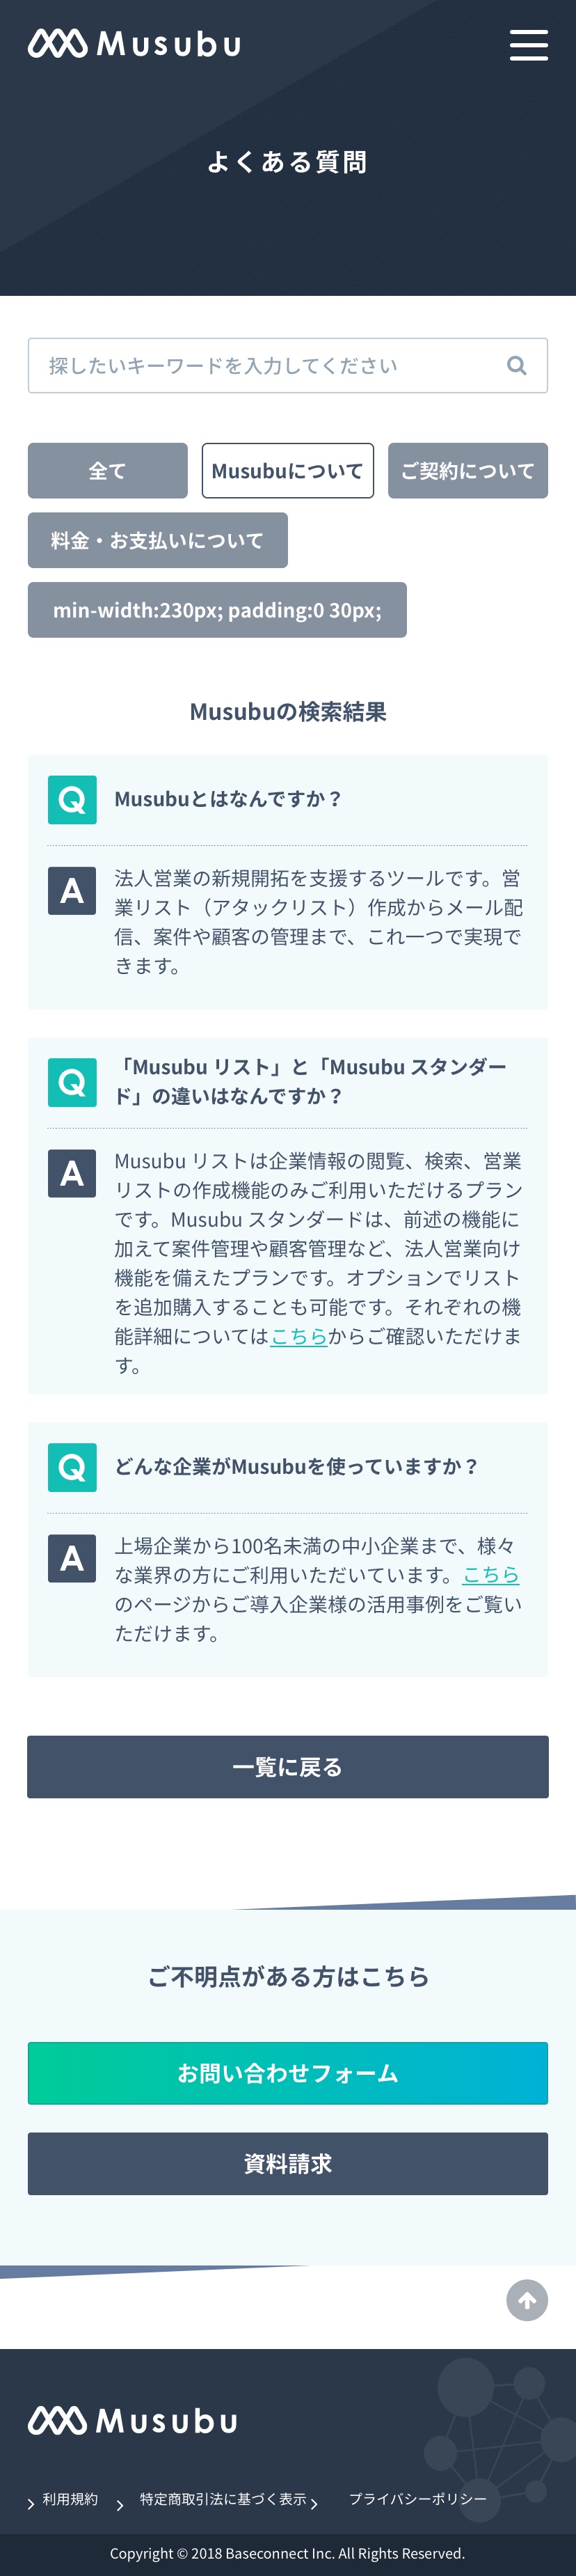 Musubu
よくある質問
探したいキーワードを入力してください
全て
Musubuについて
ご契約について
料金・お支払いについて
min-width:230px; padding:0 30px;
Musubuの検索結果
Q
Musubuとはなんですか？
A
法人営業の新規開拓を支援するツールです。営
業リスト（アタックリスト）作成からメール配
信、案件や顧客の管理まで、これ一つで実現で
きます。
Q
「Musubu リスト」と「Musubu スタンダー
ド」の違いはなんですか？
A
Musubu リストは企業情報の閲覧、検索、営業
リストの作成機能のみご利用いただけるプラン
です。Musubu スタンダードは、前述の機能に
加えて案件管理や顧客管理など、法人営業向け
機能を備えたプランです。オプションでリスト
を追加購入することも可能です。それぞれの機
能詳細についてはこちらからご確認いただけま
す。
Q
どんな企業がMusubuを使っていますか？
A
上場企業から100名未満の中小企業まで、様々
な業界の方にご利用いただいています。こちら
のページからご導入企業様の活用事例をご覧い
ただけます。
一覧に戻る
ご不明点がある方はこちら
お問い合わせフォーム
資料請求
Musubu
利用規約
特定商取引法に基づく表示
プライバシーポリシー
Copyright © 2018 Baseconnect Inc. All Rights Reserved.